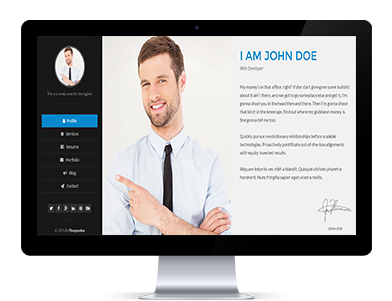 This is a lovely area for the tagline
Profile
Services
Resume
Portfolio
Blog
Contact
© 2015 By Themeandus
I AM JOHN DOE
Web Developer
My money's in that office, right? If she start giving me some bullshit
about it ain't there, and we got to go someplace else and get it, I'm
gonna shoot you in the head then and there. Then I'm gonna shoot
that bitch in the kneecaps, find out where my goddamn money is.
She gonna tell me too.
Quickly pursue revolutionary relationships before scalable
technologies. Proactively pontificate out-of-the-box alignments
with equity invested results.
Aliquam lobortis nec nibh a blandit. Quisque ultricies pharetra
hendrerit. Nunc fringilla sapien eget viverra mollis.
JOHN DOE